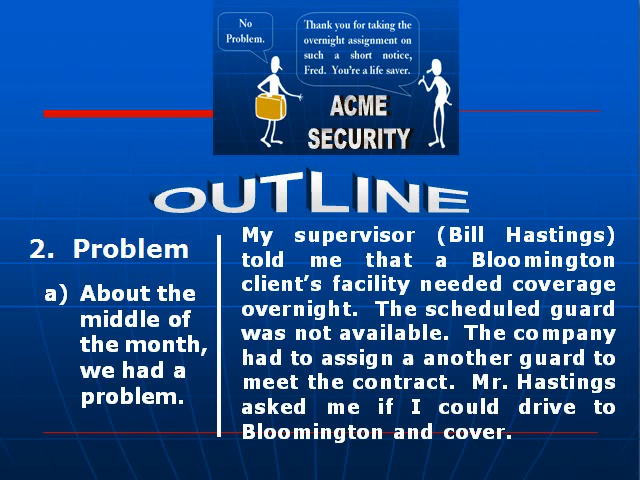 No
Problem.
Thank you for taking the
overnight assignment on
such a short notice,
Fred. You're a life saver.
ACME
SECURITY
OUTLINE
2. Problem
a) About the
middle of
the month,
we had a
problem.
My supervisor (Bill Hastings)
told me that a Bloomington
client's facility needed coverage
overnight. The scheduled guard
was not available. The company
had to assign a another guard to
meet the contract. Mr. Hastings
asked me if I could drive to
Bloomington and cover.